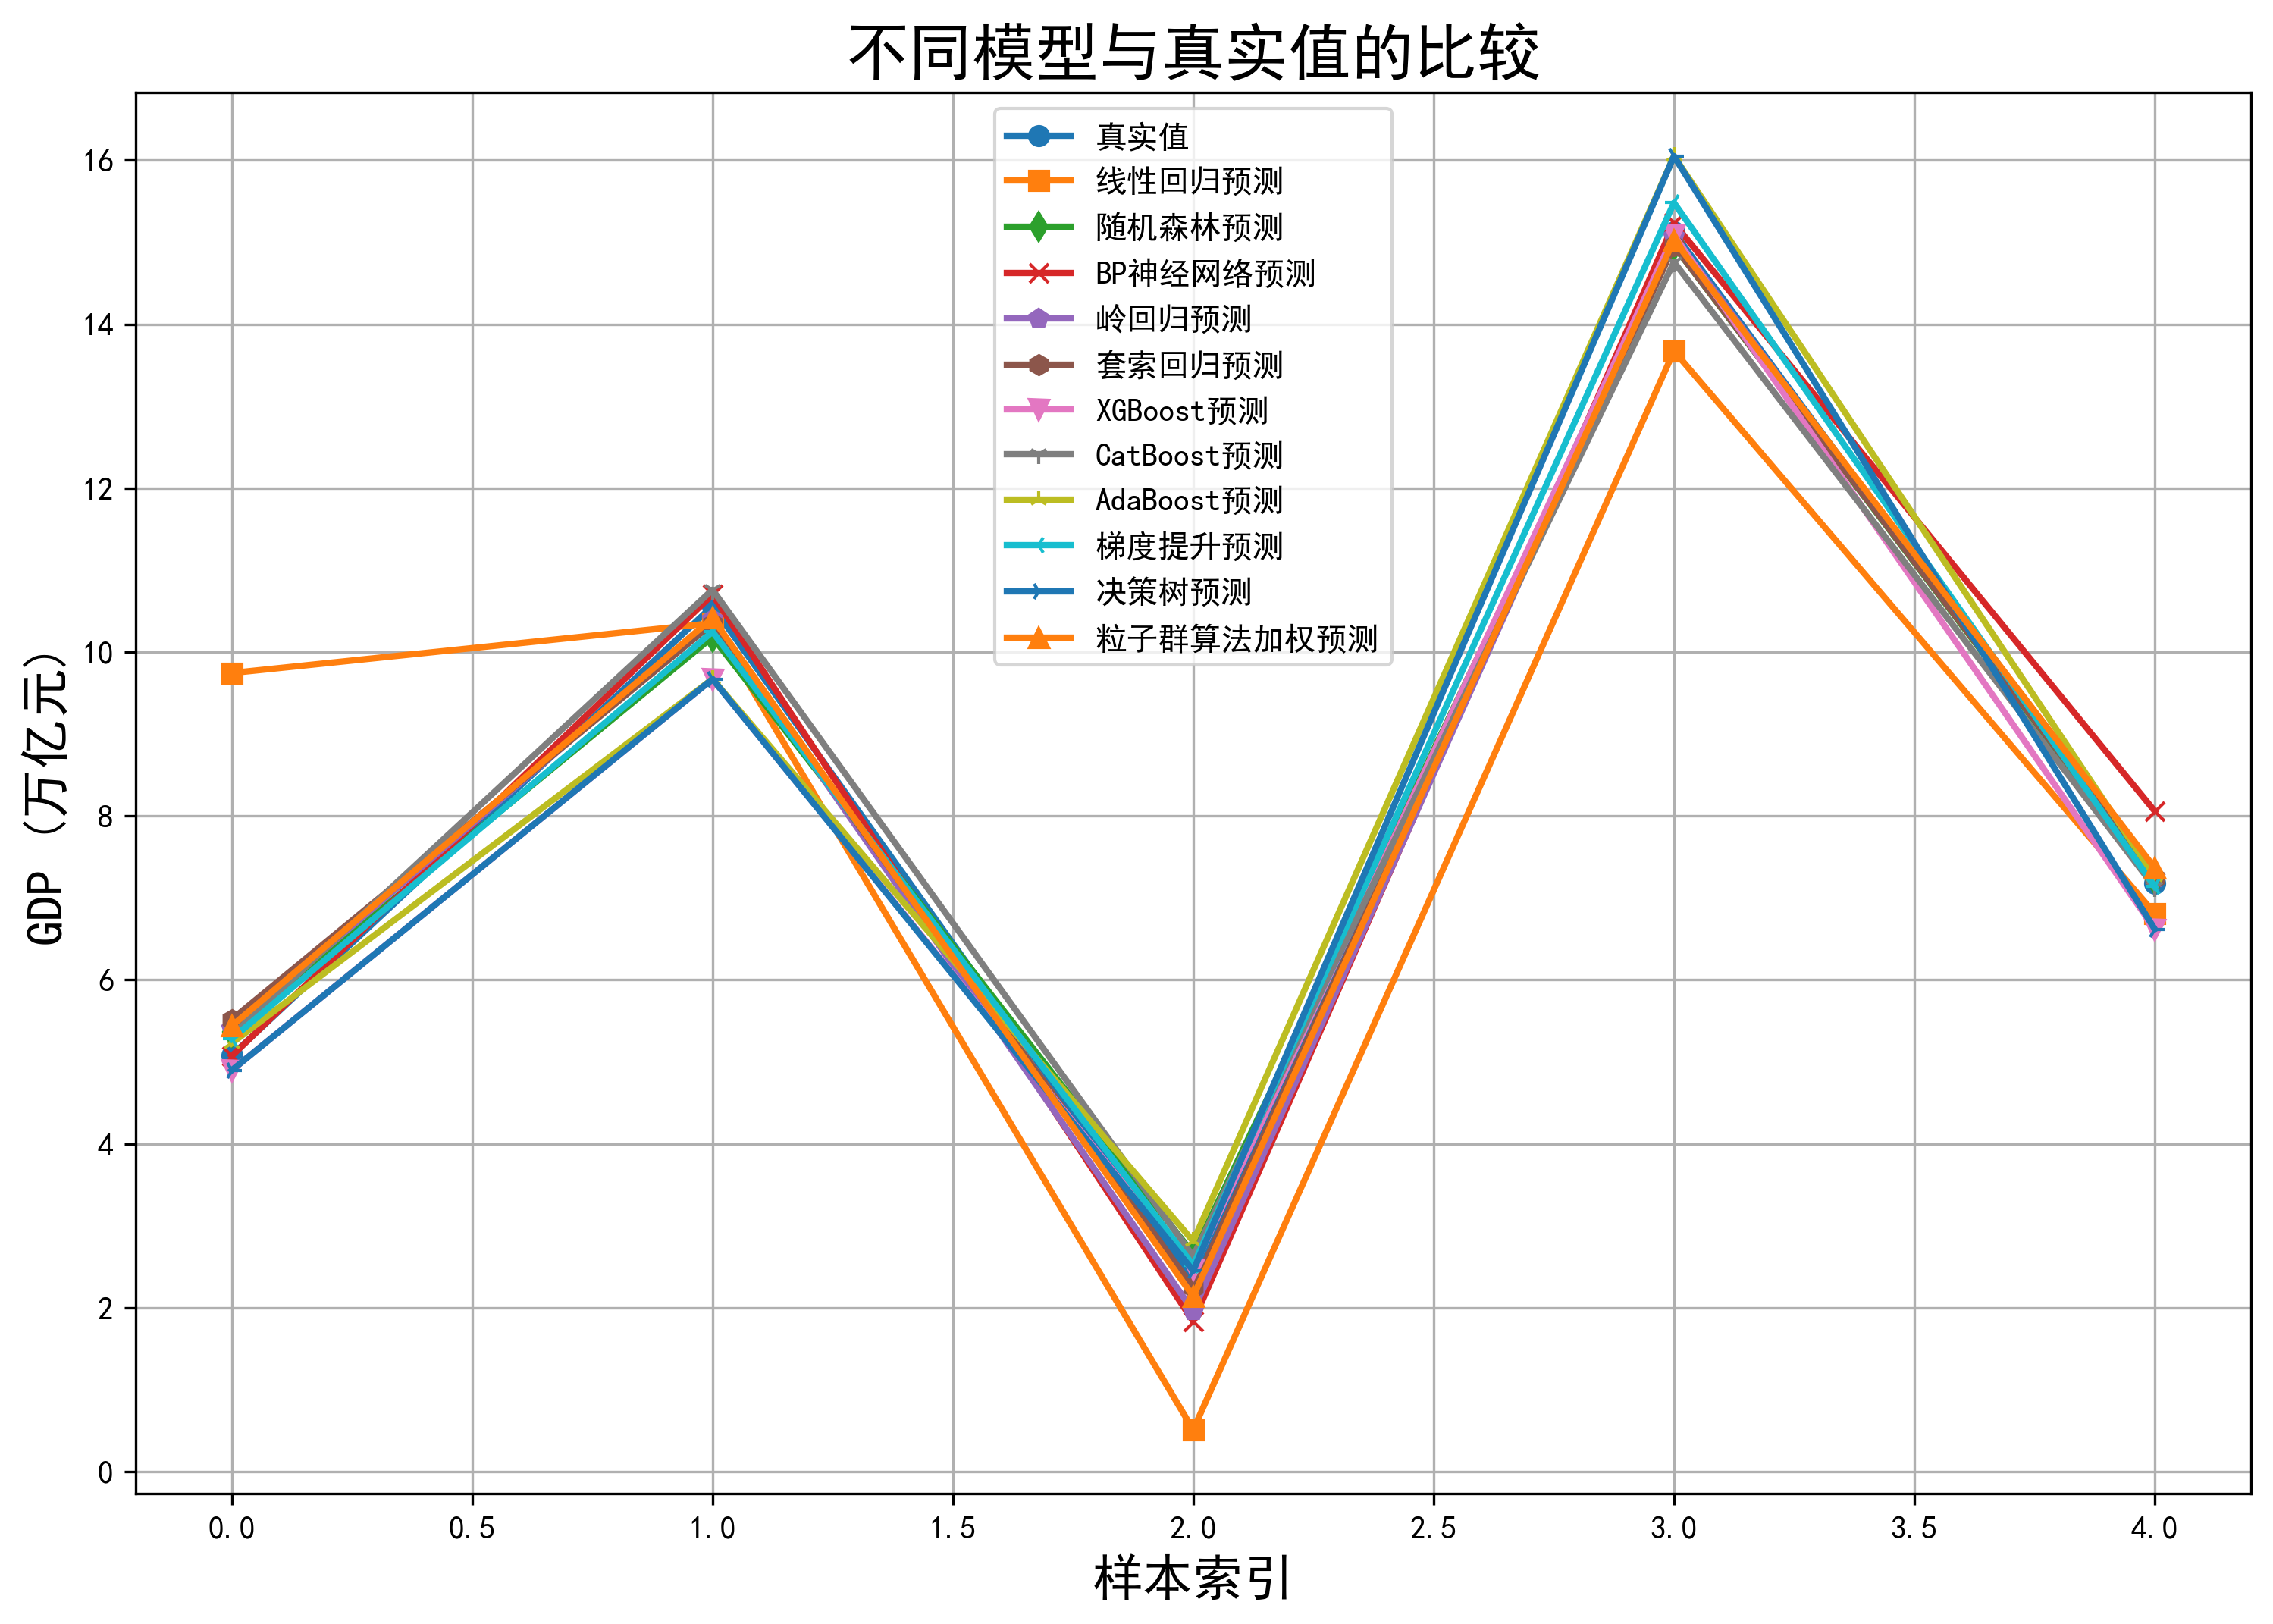 不同模型与真实值的比较
真实值
线性回归预测
随机森林预测
BP神经网络预测
岭回归预测
套索回归预测
XGBoost预测
CatBoost预测
AdaBoost预测
梯度提升预测
决策树预测
粒子群算法加权预测
GDP（万亿元）
16
14
12
10
8
6
4
2
0
0.0 0.5 1.0 1.5 2.0 2.5 3.0 3.5 4.0
样本索引